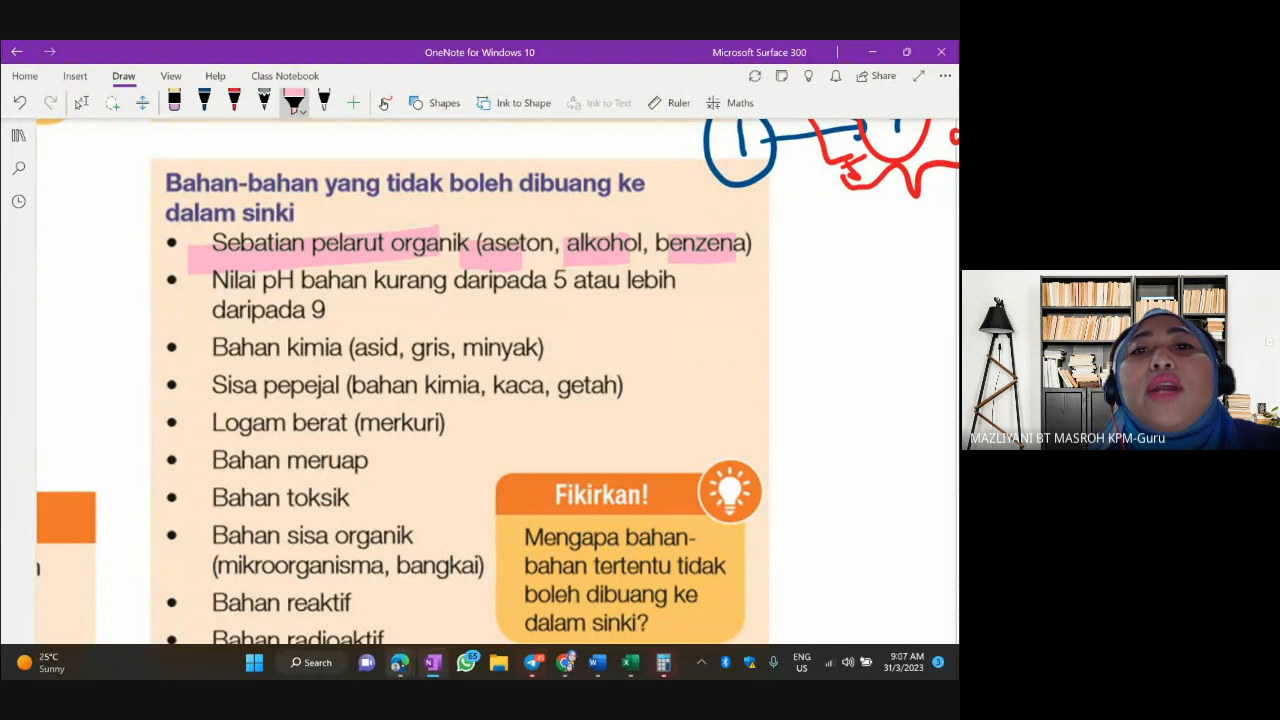 OneNote for Windows 10
Microsoft Surface 300
Home Insert Draw View Help Class Notebook
Share
Shapes Ink to Shape Ink to Text Ruler Maths
1
Bahan-bahan yang tidak boleh dibuang ke
dalam sinki
• Sebatian pelarut organik (aseton, alkohol, benzena)
• Nilai pH bahan kurang daripada 5 atau lebih
daripada 9
• Bahan kimia (asid, gris, minyak)
• Sisa pepejal (bahan kimia, kaca, getah)
• Logam berat (merkuri)
• Bahan meruap
• Bahan toksik
• Bahan sisa organik
(mikroorganisma, bangkai)
• Bahan reaktif
• Bahan radioaktif
Fikirkan!
Mengapa bahan-
bahan tertentu tidak
boleh dibuang ke
dalam sinki?
MAZLIYANI BT MASROH KPM-Guru
25°C
Sunny
Search
65
ENG
US
9:07 AM
31/3/2023
3